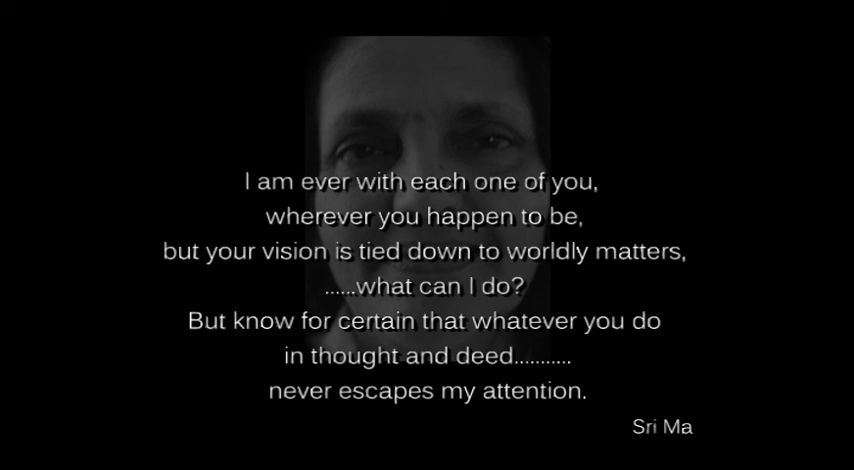 I am ever with each one of you,
wherever you happen to be,
but your vision is tied down to worldly matters,
......what can I do?
But know for certain that whatever you do
in thought and deed...........
never escapes my attention.
Sri Ma